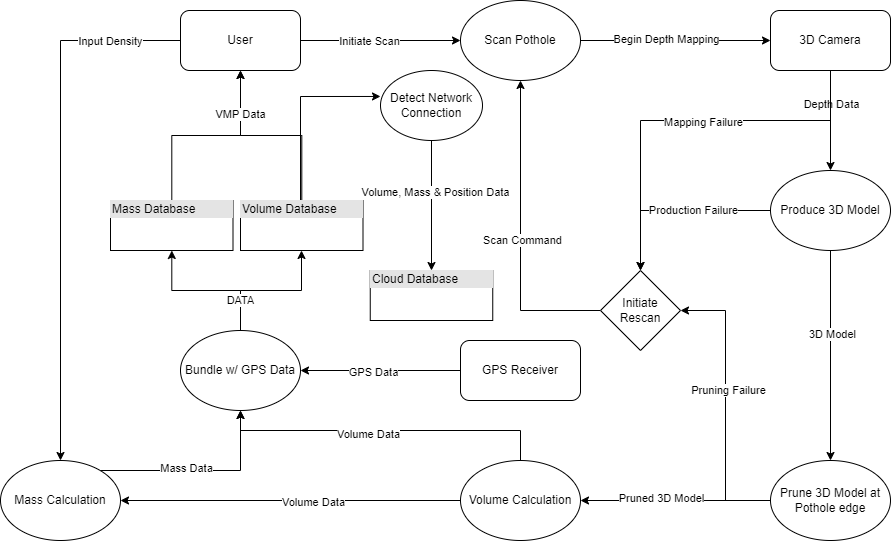 Input Density
User
Initiate Scan
Scan Pothole
Begin Depth Mapping
3D Camera
Detect Network
Connection
VMP Data
Depth Data
Mapping Failure
Volume, Mass & Position Data
Mass Database
Volume Database
Production Failure
Produce 3D Model
Scan Command
Cloud Database
DATA
Initiate
Rescan
3D Model
Bundle w/ GPS Data
GPS Data
GPS Receiver
Pruning Failure
Volume Data
Mass Data
Mass Calculation
Volume Data
Volume Calculation
Pruned 3D Model
Prune 3D Model at
Pothole edge